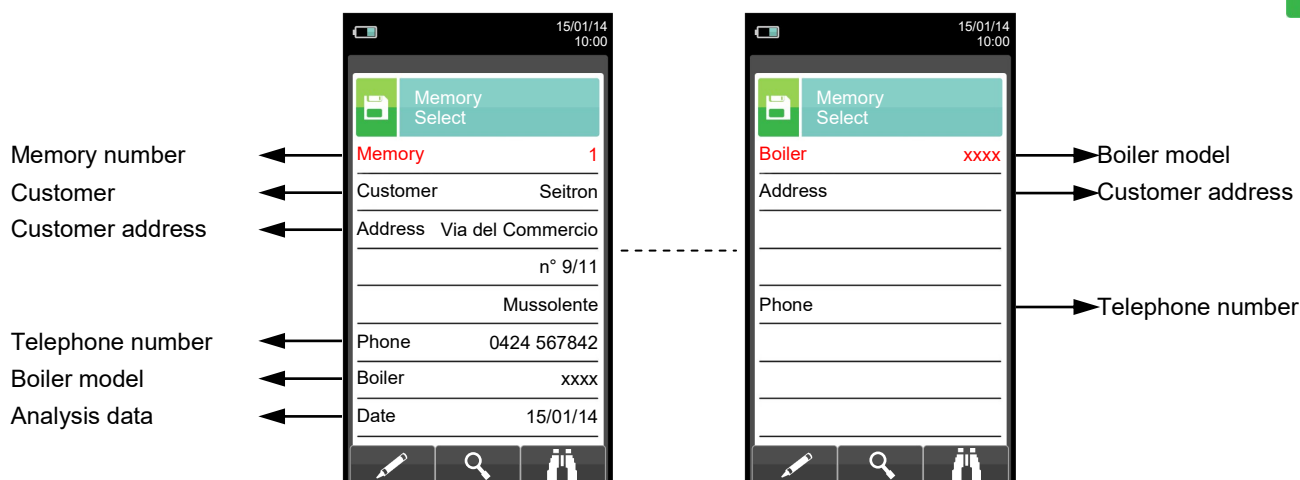 15/01/14
10:00
Memory
Select
Memory number
Memory 1
Customer
Customer Seitron
Customer address
Address Via del Commercio
n° 9/11
Mussolente
Telephone number
Phone 0424 567842
Boiler model
Boiler xxxx
Analysis data
Date 15/01/14
15/01/14
10:00
Memory
Select
Boiler xxxx
Boiler model
Address
Customer address
Phone
Telephone number